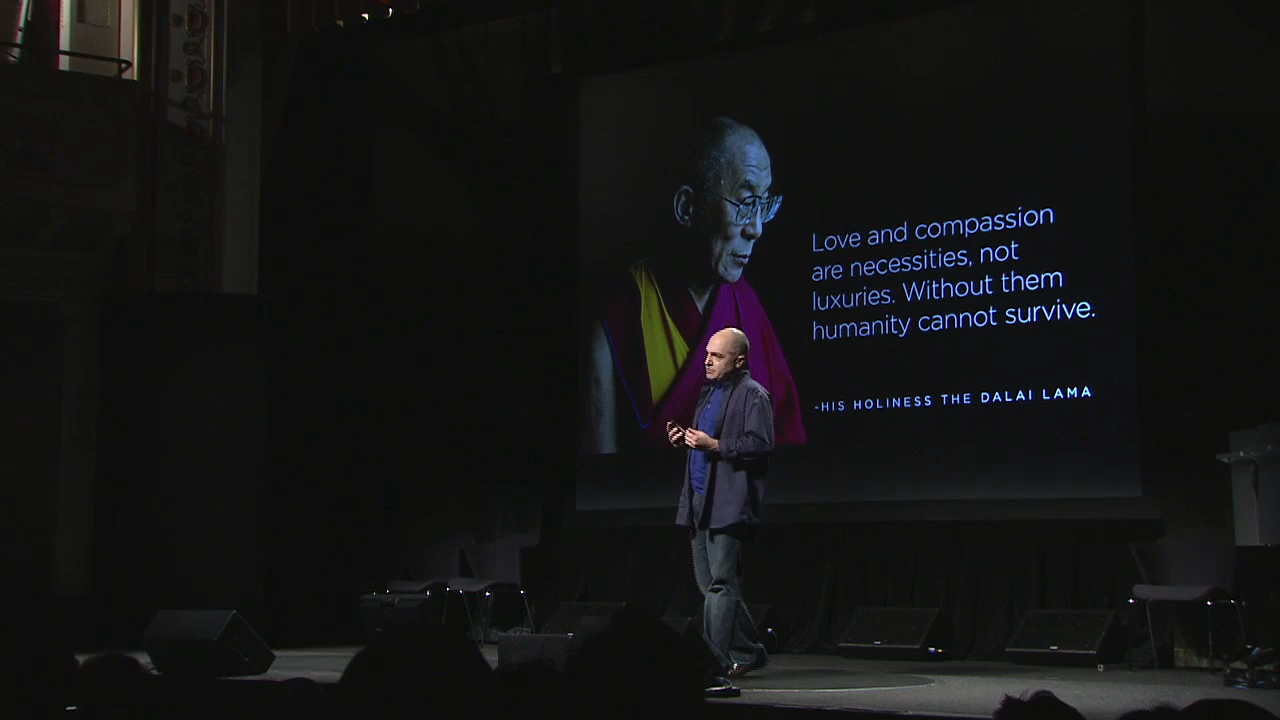 Love and compassion
are necessities, not
luxuries. Without them
humanity cannot survive.
-HIS HOLINESS THE DALAI LAMA